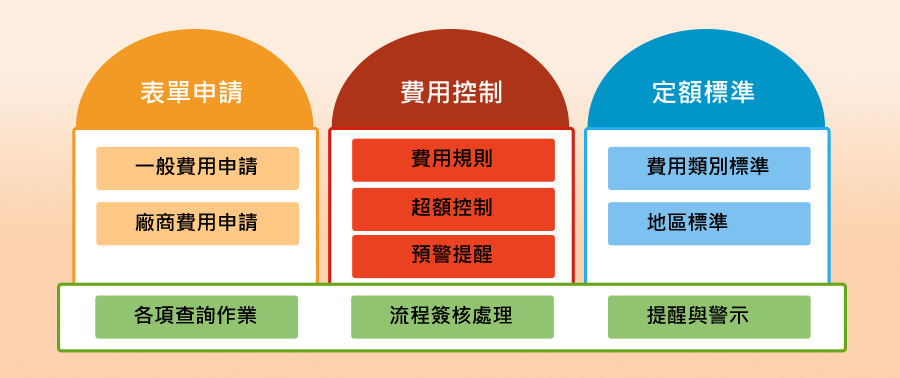 表單申請
一般費用申請
廠商費用申請
費用控制
費用規則
超額控制
預警提醒
定額標準
費用類別標準
地區標準
各項查詢作業
流程簽核處理
提醒與警示